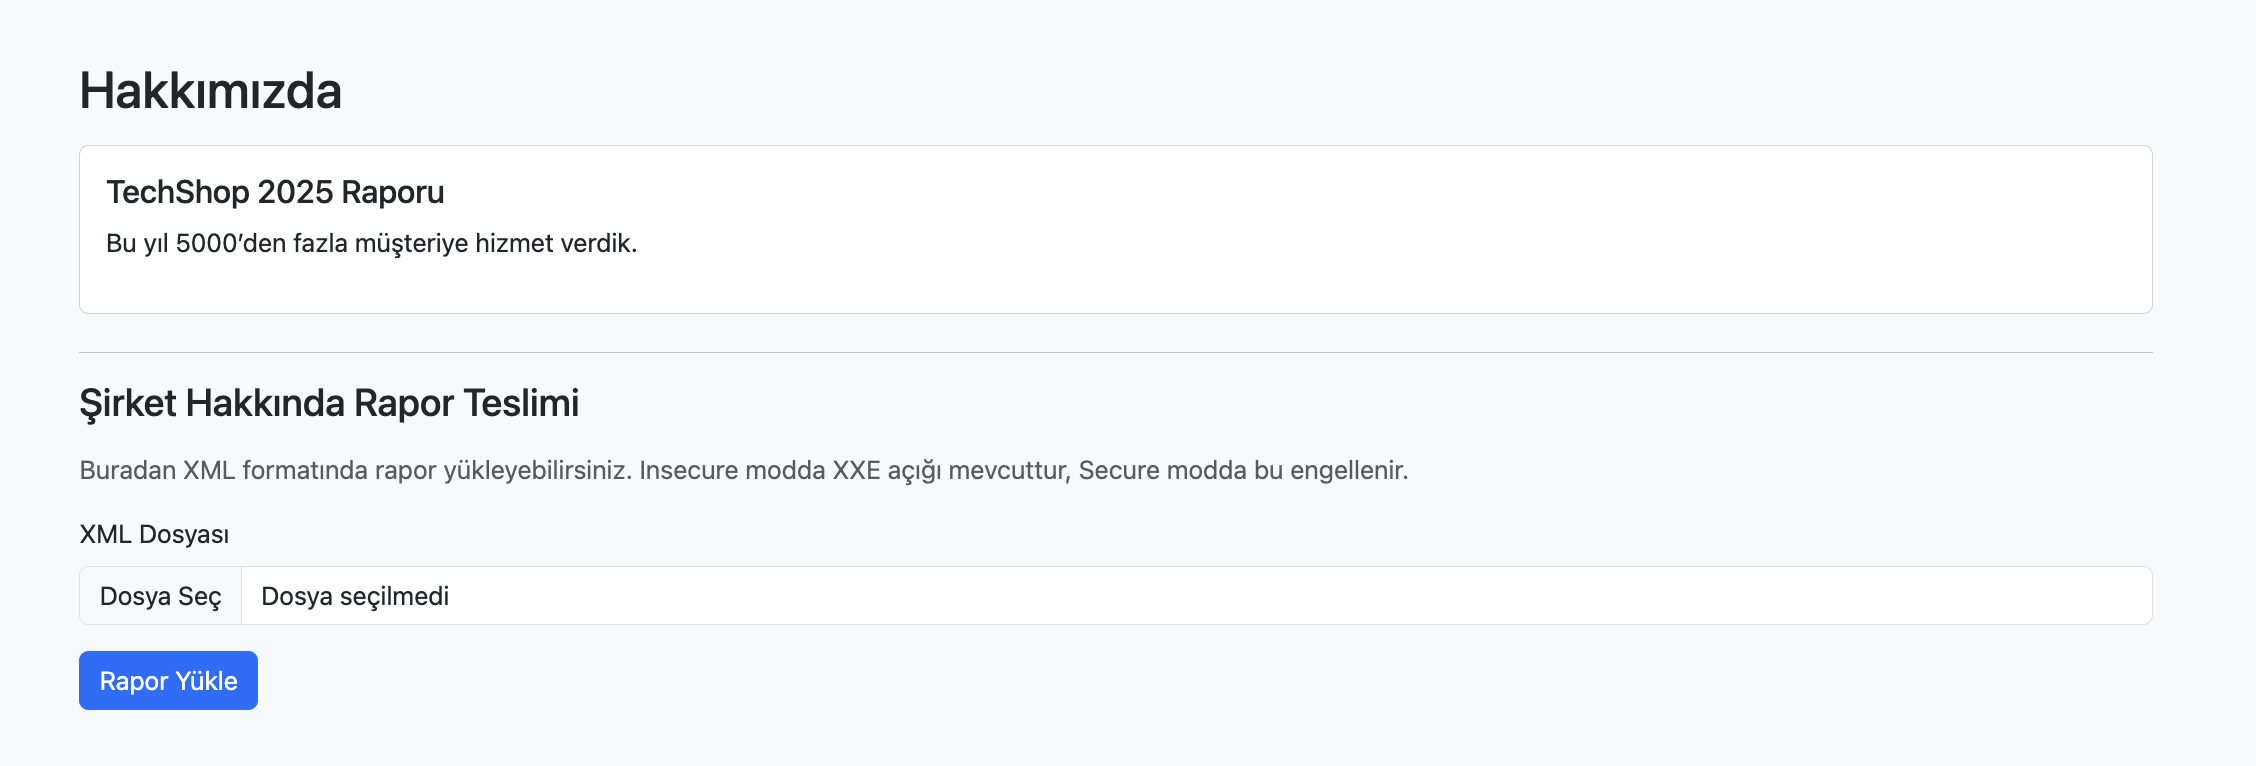 Hakkımızda
TechShop 2025 Raporu
Bu yıl 5000’den fazla müşteriye hizmet verdik.
Şirket Hakkında Rapor Teslimi
Buradan XML formatında rapor yükleyebilirsiniz. Insecure modda XXE açığı mevcuttur, Secure modda bu engellenir.
XML Dosyası
Dosya Seç Dosya seçilmedi
Rapor Yükle